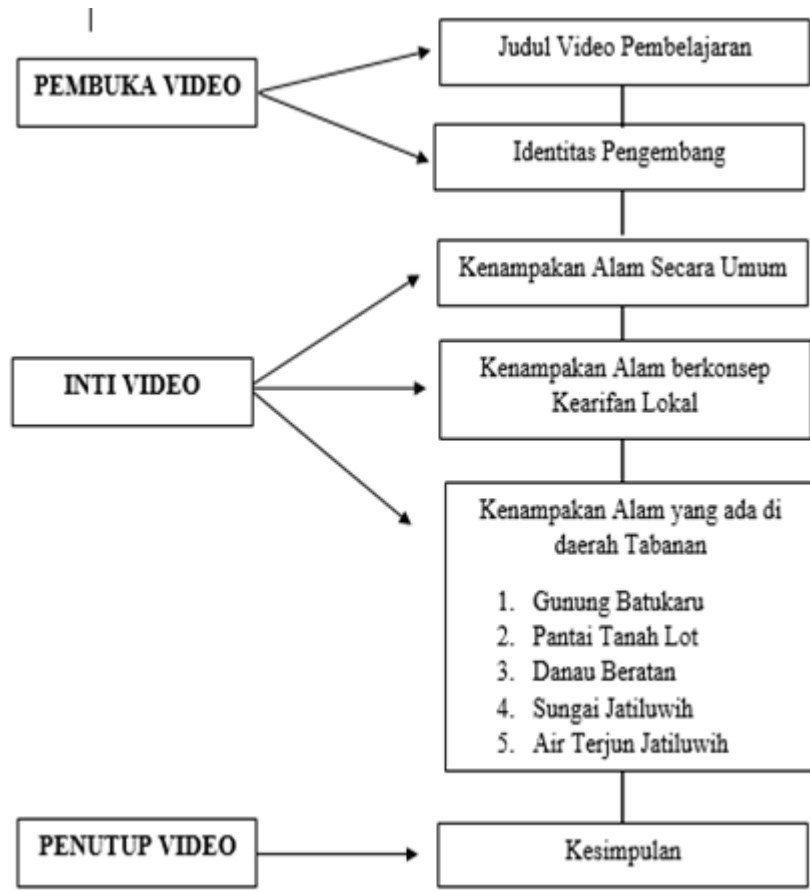 PEMBUKA VIDEO
Judul Video Pembelajaran
Identitas Pengembang
INTI VIDEO
Kenampakan Alam Secara Umum
Kenampakan Alam berkonsep
Kearifan Lokal
Kenampakan Alam yang ada di
daerah Tabanan
1. Gunung Batukaru
2. Pantai Tanah Lot
3. Danau Beratan
4. Sungai Jatiluwih
5. Air Terjun Jatiluwih
PENUTUP VIDEO
Kesimpulan